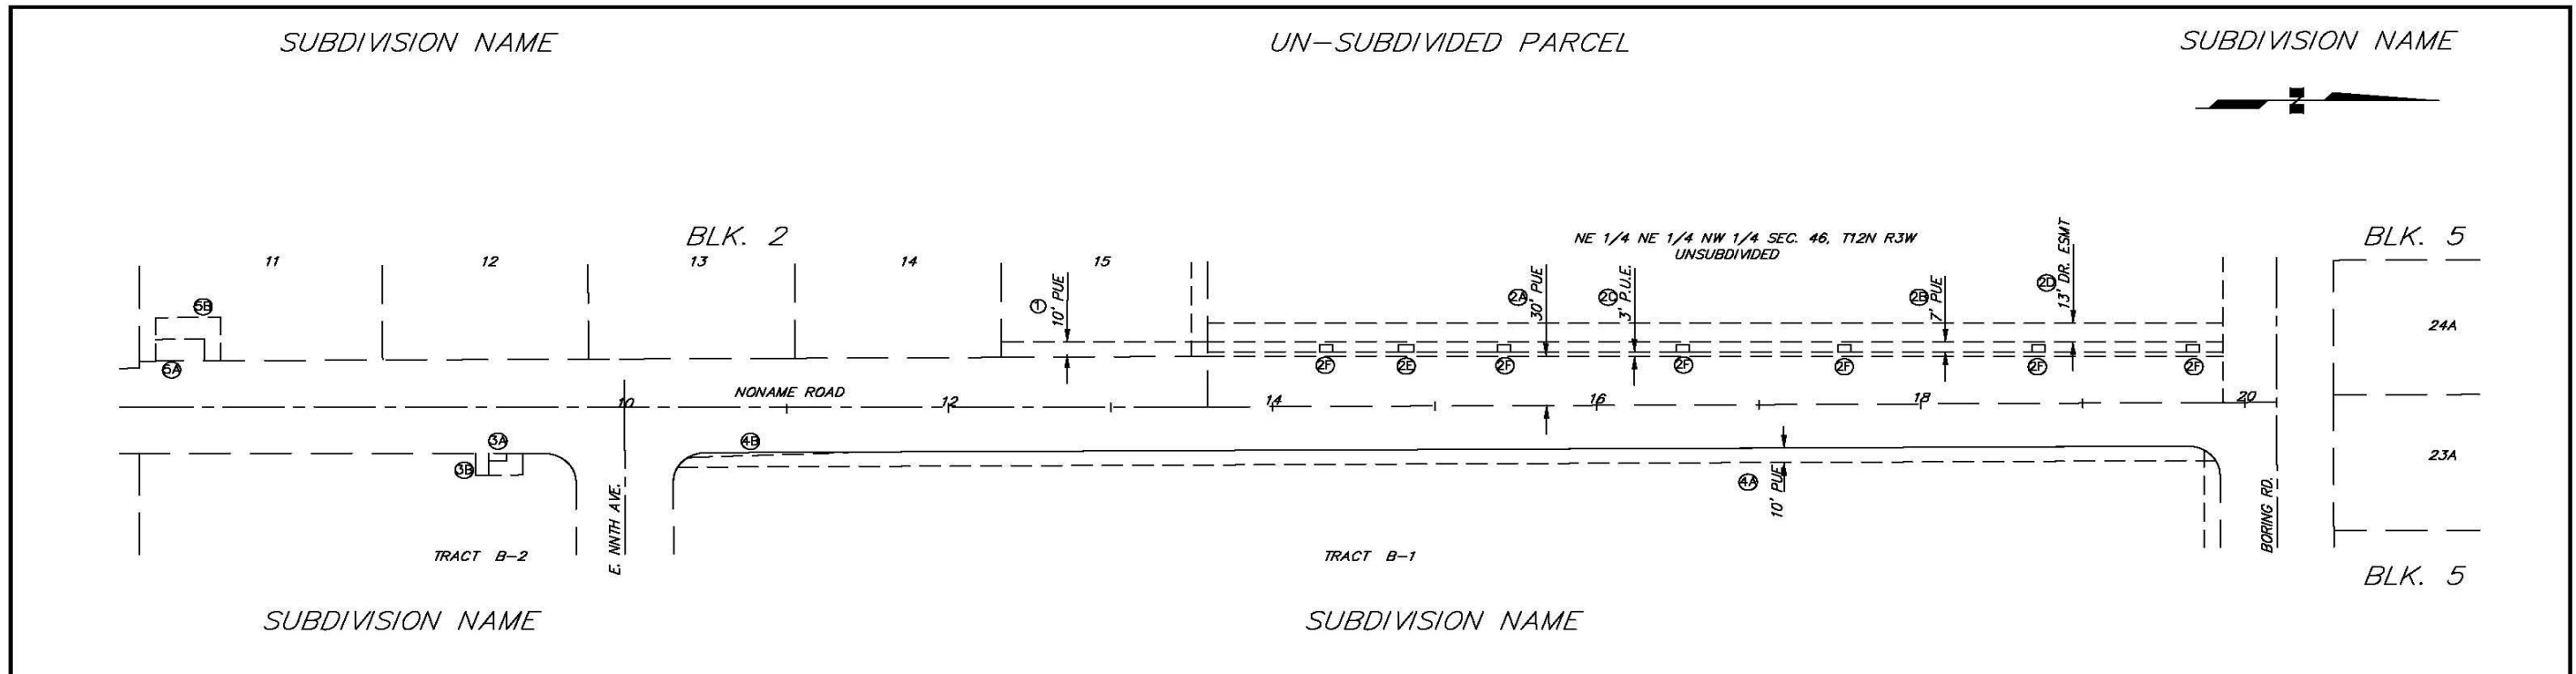 SUBDIVISION NAME
UN-SUBDIVIDED PARCEL
SUBDIVISION NAME
N
BLK. 2
NE 1/4 NE 1/4 NW 1/4 SEC. 46, T12N R3W
UNSUBDIVIDED
BLK. 5
11
12
13
14
15
5B
1
10' PUE
2A
30' PUE
2C
3' P.U.E.
2B
7' PUE
2D
13' DR. ESMT
24A
5A
2F
2E
2F
2F
2F
2F
2F
NONAME ROAD
10
12
14
16
18
20
3A
4B
3B
4A
10' PUE
23A
E. NNTH AVE.
BORING RD.
TRACT B-2
TRACT B-1
BLK. 5
SUBDIVISION NAME
SUBDIVISION NAME